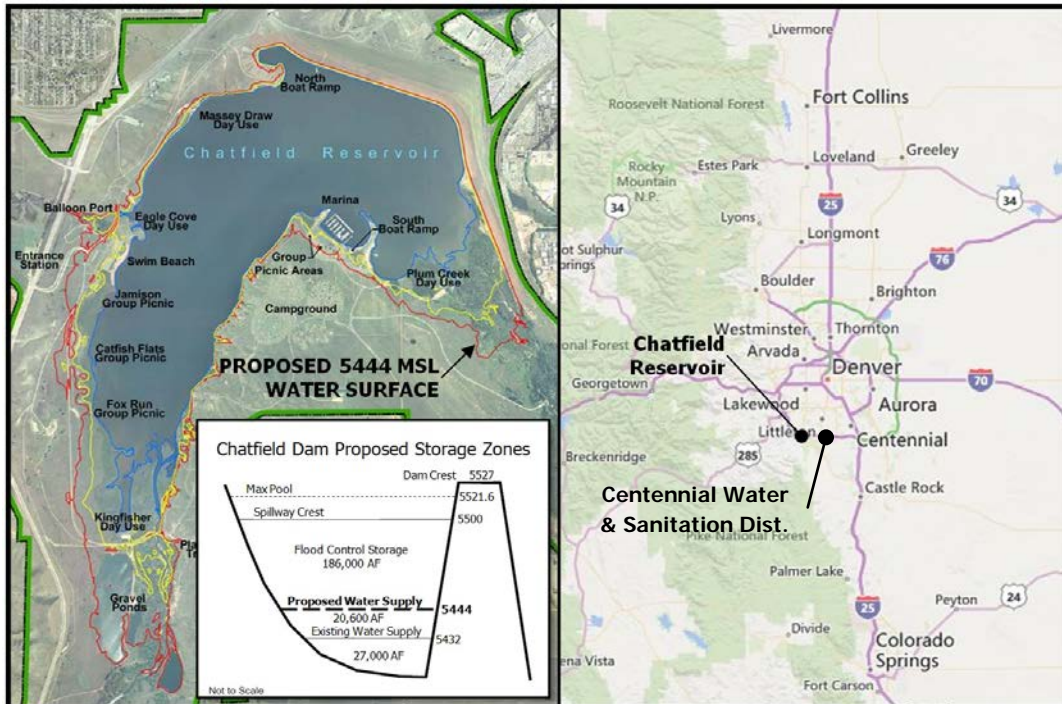 North
Boat Ramp
Massey Draw
Day Use
Chatfield Reservoir
Marina
Balloon Port
Eagle Cove
Day Use
South
Boat Ramp
Entrance
Station
Swim Beach
Group
Picnic Areas
Plum Creek
Day Use
Jamison
Group Picnic
Campground
Catfish Flats
Group Picnic
PROPOSED 5444 MSL
WATER SURFACE
Fox Run
Group Picnic
Kingfisher
Day Use
Gravel
Ponds
Chatfield Dam Proposed Storage Zones
Dam Crest 5527
Max Pool
5521.6
Spillway Crest
5500
Flood Control Storage
186,000 AF
Proposed Water Supply
5444
20,600 AF
Existing Water Supply
5432
27,000 AF
Not to Scale
Livermore
Roosevelt National Forest
Fort Collins
Estes Park
Loveland
Greeley
Rocky
Mountain
N.P.
34
25
85
34
Lyons
Longmont
Springs
76
Boulder
Brighton
Westminster
Thornton
Chatfield
Reservoir
Arvada
Denver
Georgetown
70
Lakewood
Aurora
Centennial
285
Breckenridge
Castle Rock
Centennial Water
& Sanitation Dist.
Pike National Forest
Palmer Lake
25
Peyton
24
Divide
Colorado
Springs
Fort Carson